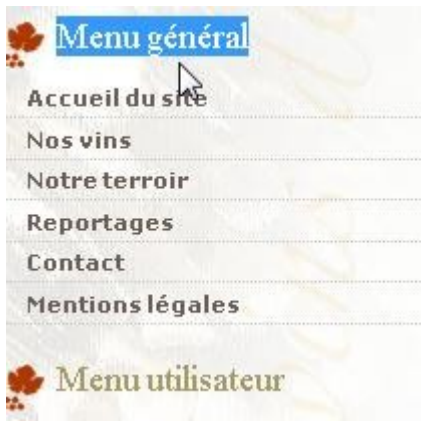 Menu général
Accueil du site
Nos vins
Notre terroir
Reportages
Contact
Mentions légales
Menu utilisateur